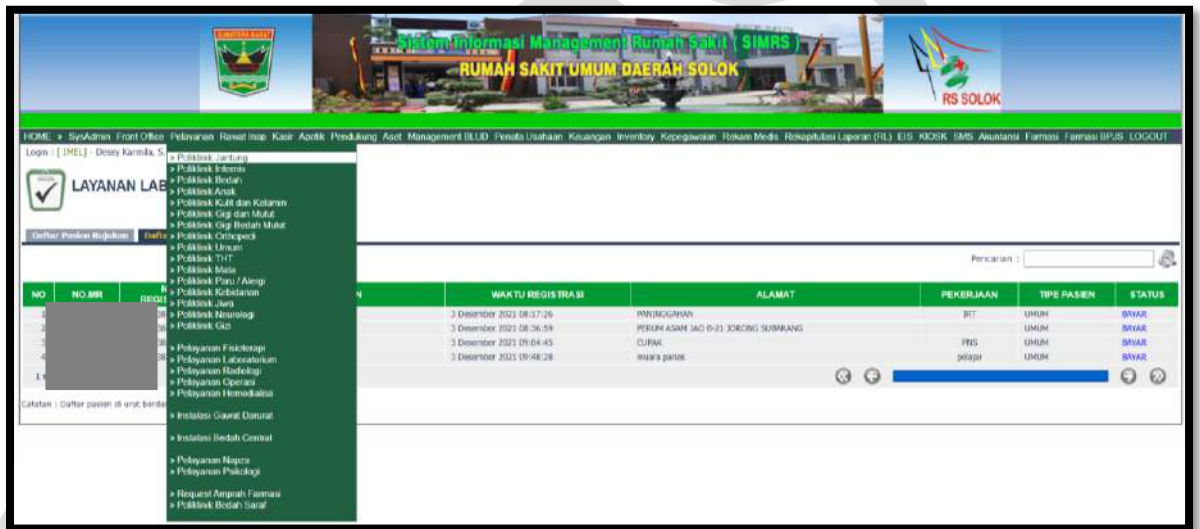 SUMATERA BARAT
Sistem Informasi Management Rumah Sakit ( SIMRS )
RUMAH SAKIT UMUM DAERAH SOLOK
RS SOLOK
HOME » SysAdmin Front Office Pelayanan Rawat Inap Kasir Apotik Pendukung Aset Management BLUD Penata Usahaan Keuangan Inventory Kepegawaian Rekam Medis Rekapitulasi Laporan (RL) EIS KIOSK SMS Akuntansi Farmasi Farmasi BPJS LOGOUT
Login : [ IMEL] - Dessy Karmila, S.
LAYANAN LAB
Daftar Pasien Rujukan Dafta
» Poliklinik Jantung
» Poliklinik Internis
» Poliklinik Bedah
» Poliklinik Anak
» Poliklinik Kulit dan Kelamin
» Poliklinik Gigi dan Mulut
» Poliklinik Gigi Bedah Mulut
» Poliklinik Orthopedi
» Poliklinik Umum
» Poliklinik THT
» Poliklinik Mata
» Poliklinik Paru / Alergi
» Poliklinik Kebidanan
» Poliklinik Jiwa
» Poliklinik Neurologi
» Poliklinik Gizi
» Pelayanan Fisioterapi
» Pelayanan Laboratorium
» Pelayanan Radiologi
» Pelayanan Operasi
» Pelayanan Hemodialisa
» Instalasi Gawat Darurat
» Instalasi Bedah Central
» Pelayanan Napza
» Pelayanan Psikologi
» Request Amprah Farmasi
» Poliklinik Bedah Saraf
Pencarian :
NO NO.MR N REGIS N WAKTU REGISTRASI ALAMAT PEKERJAAN TIPE PASIEN STATUS
1 3 Desember 2021 08:17:26 PANINGGAHAN IRT UMUM BAYAR
2 3 Desember 2021 08:36:59 PERUM ASAM JAO B-21 JORONG SUBARANG UMUM BAYAR
3 3 Desember 2021 09:04:45 CUPAK PNS UMUM BAYAR
4 3 Desember 2021 09:48:28 muara panas pelajar UMUM BAYAR
Catatan : Daftar pasien di urut berdas